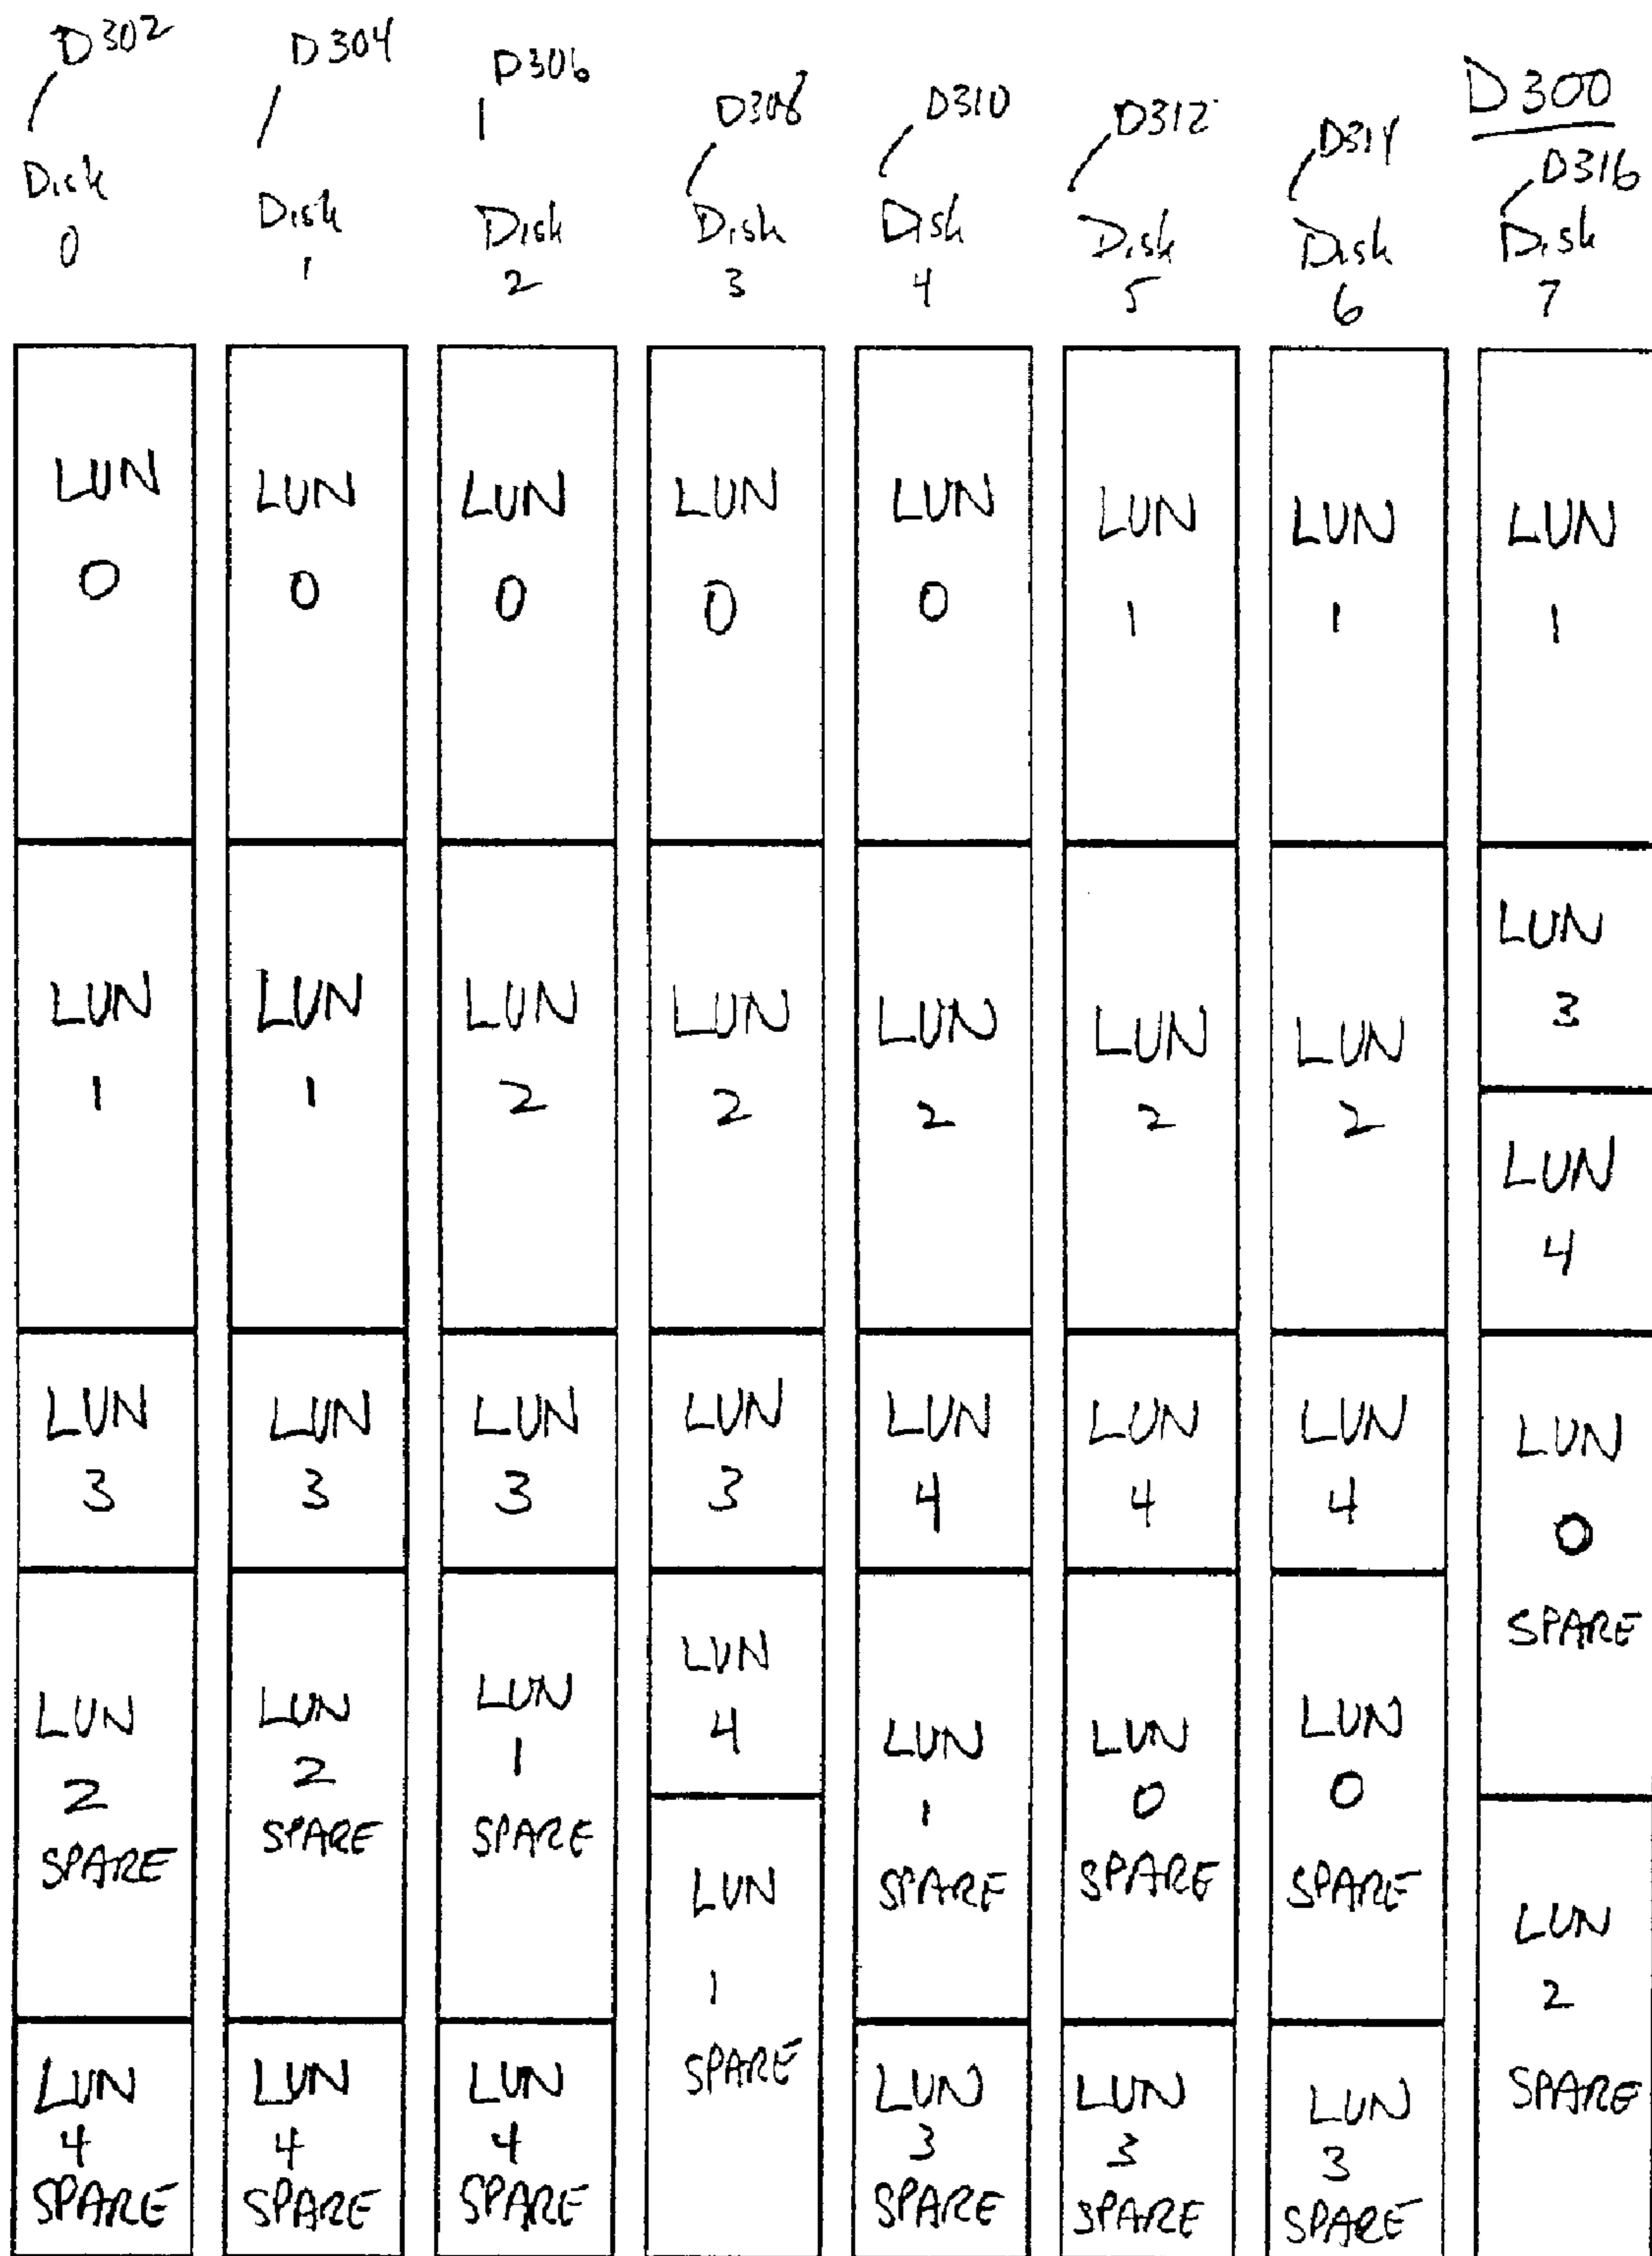 D302 D304 D306 D308 D310 D312 D314 D300
D316
Disk Disk Disk Disk Disk Disk Disk Disk
0 1 2 3 4 5 6 7
LUN LUN LUN LUN LUN LUN LUN LUN
0 0 0 0 0 1 1 1
LUN
3
LUN LUN LUN LUN LUN LUN LUN
1 1 2 2 2 2 2
LUN
4
LUN LUN LUN LUN LUN LUN LUN LUN
3 3 3 3 4 4 4 0
SPARE
LUN
4
LUN LUN LUN LUN LUN LUN
2 2 1 1 0 0
SPARE SPARE SPARE SPARE SPARE SPARE
LUN LUN
1 2
SPARE SPARE
LUN LUN LUN LUN LUN LUN
4 4 4 3 3 3
SPARE SPARE SPARE SPARE SPARE SPARE